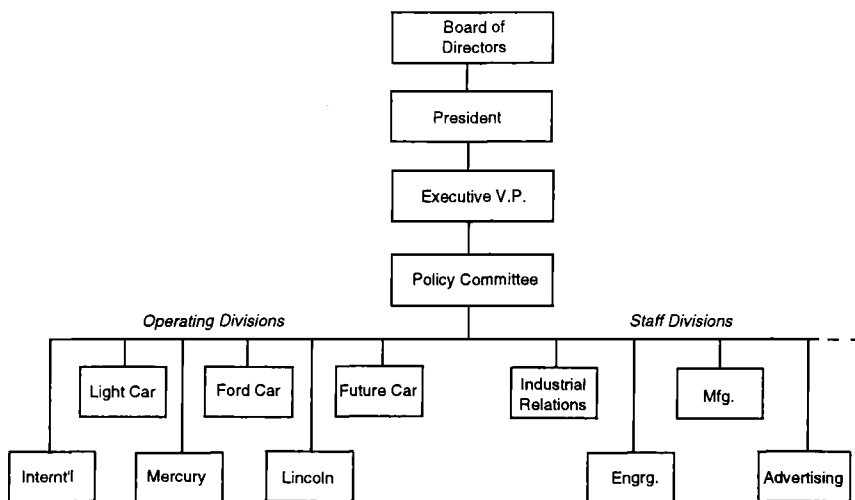 Board of
Directors
President
Executive V.P.
Policy Committee
Operating Divisions
Staff Divisions
Light Car
Ford Car
Future Car
Industrial
Relations
Mfg.
Internt'l
Mercury
Lincoln
Engrg.
Advertising